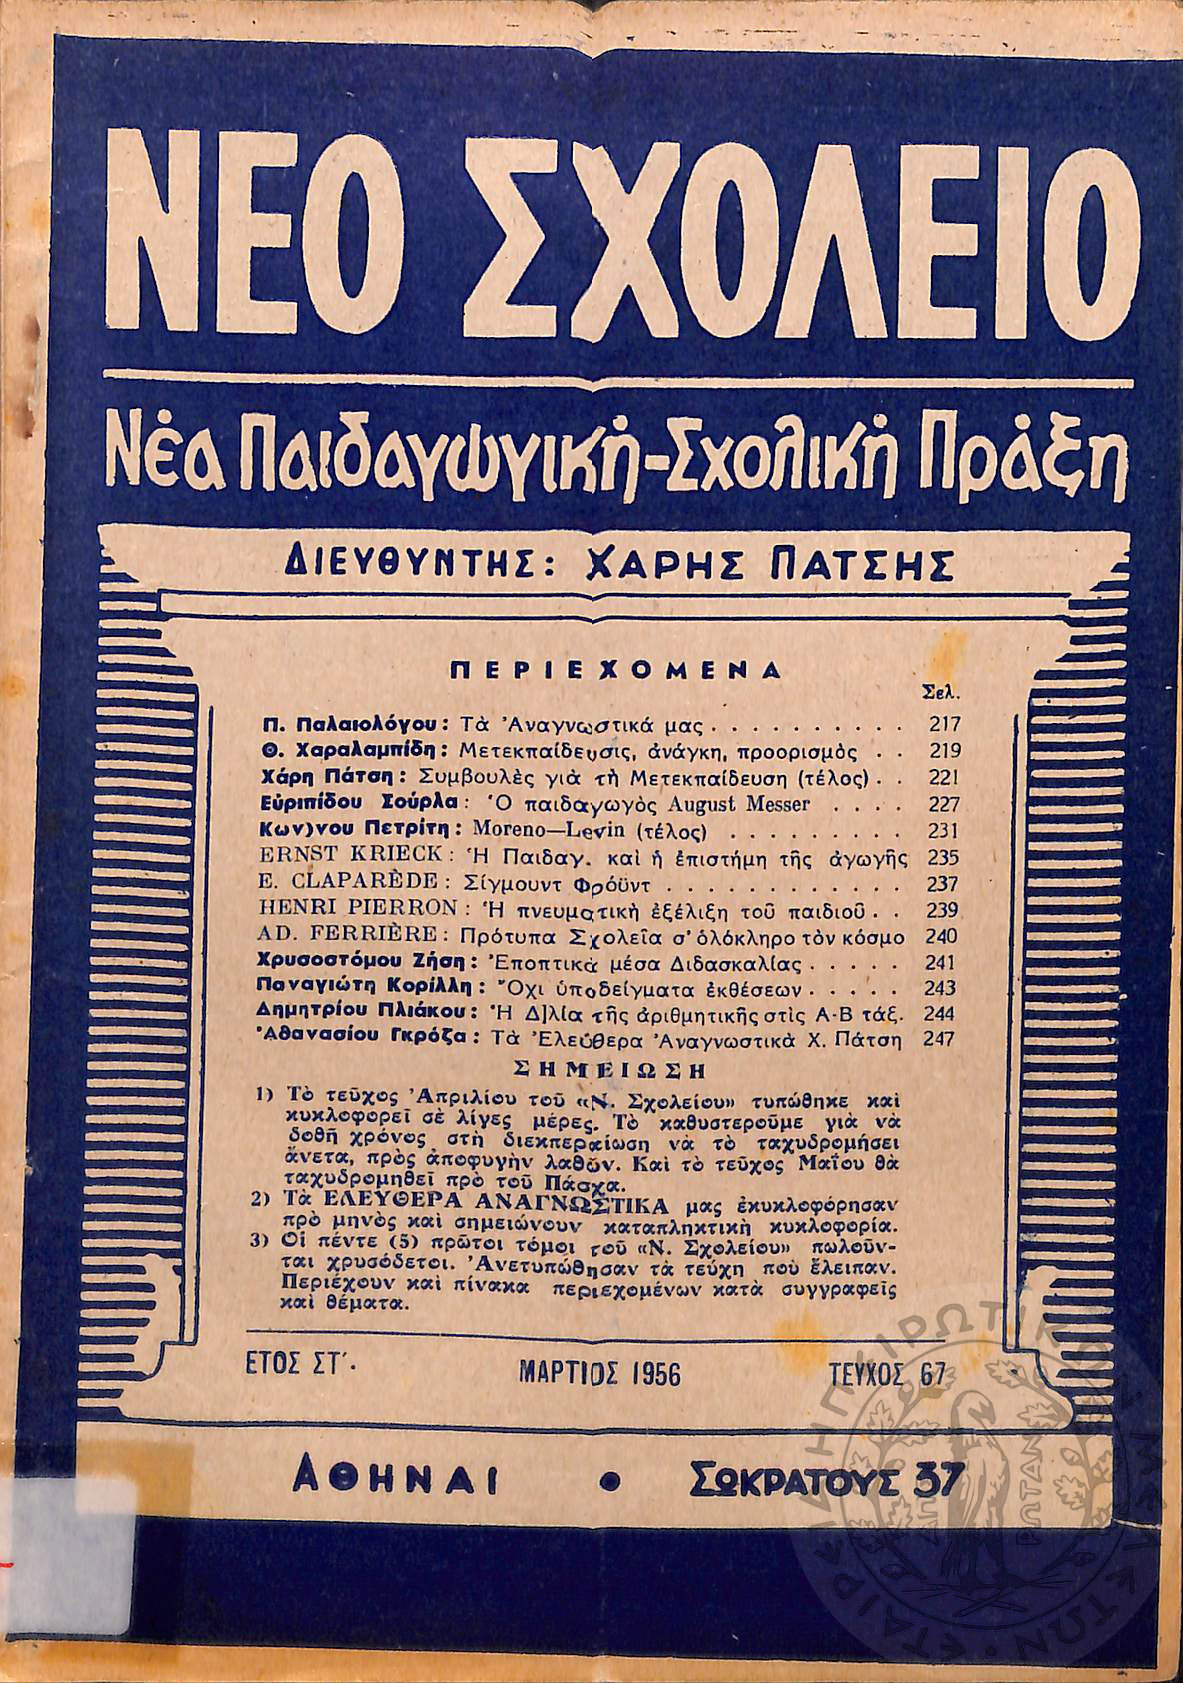 ΝΕΟ ΣΧΟΛΕΙΟ
Νέα Παιδαγωγική-Σχολική Πράξη
ΔΙΕΥΘΥΝΤΗΣ: ΧΑΡΗΣ ΠΑΤΣΗΣ
ΠΕΡΙΕΧΟΜΕΝΑ
Σελ.
Π. Παλαιολόγου: Τὰ Ἀναγνωστικά μας . . . . . . . . . . 217
Θ. Χαραλαμπίδη: Μετεκπαίδευσις, ἀνάγκη, προορισμὸς . . 219
Χάρη Πάτση: Συμβουλὲς γιὰ τὴ Μετεκπαίδευση (τέλος) . . 221
Εὐριπίδου Σούρλα: Ὁ παιδαγωγὸς August Messer . . . . 227
Κων)νου Πετρίτη: Moreno—Levin (τέλος) . . . . . . . . . 231
ERNST KRIECK: Ἡ Παιδαγ. καὶ ἡ ἐπιστήμη τῆς ἀγωγῆς 235
E. CLAPARÈDE: Σίγμουντ Φρόϋντ . . . . . . . . . . . . 237
HENRI PIERRON: Ἡ πνευματικὴ ἐξέλιξη τοῦ παιδιοῦ . . 239
AD. FERRIÈRE: Πρότυπα Σχολεῖα σ' ὁλόκληρο τὸν κόσμο 240
Χρυσοστόμου Ζήση: Ἐποπτικὰ μέσα Διδασκαλίας . . . . . 241
Παναγιώτη Κορίλλη: Ὄχι ὑποδείγματα ἐκθέσεων . . . . . 243
Δημητρίου Πλιάκου: Ἡ Δ)λία τῆς ἀριθμητικῆς στὶς Α-Β τάξ. 244
Ἀθανασίου Γκρόζα: Τὰ Ἐλεύθερα Ἀναγνωστικὰ Χ. Πάτση 247
ΣΗΜΕΙΩΣΗ
1) Τὸ τεῦχος Ἀπριλίου τοῦ «Ν. Σχολείου» τυπώθηκε καὶ
κυκλοφορεῖ σὲ λίγες μέρες. Τὸ καθυστεροῦμε γιὰ νὰ
δοθῆ χρόνος στὴ διεκπεραίωση νὰ τὸ ταχυδρομήσει
ἄνετα, πρὸς ἀποφυγὴν λαθῶν. Καὶ τὸ τεῦχος Μαΐου θὰ
ταχυδρομηθεῖ πρὸ τοῦ Πάσχα.
2) Τὰ ΕΛΕΥΘΕΡΑ ΑΝΑΓΝΩΣΤΙΚΑ μας ἐκυκλοφόρησαν
πρὸ μηνὸς καὶ σημειώνουν καταπληκτικὴ κυκλοφορία.
3) Οἱ πέντε (5) πρῶτοι τόμοι τοῦ «Ν. Σχολείου» πωλοῦν-
ται χρυσόδετοι. Ἀνετυπώθησαν τὰ τεύχη ποὺ ἔλειπαν.
Περιέχουν καὶ πίνακα περιεχομένων κατὰ συγγραφεῖς
καὶ θέματα.
ΕΤΟΣ ΣΤ΄. ΜΑΡΤΙΟΣ 1956 ΤΕΥΧΟΣ 67
ΑΘΗΝΑΙ • ΣΩΚΡΑΤΟΥΣ 37
ΕΤΑΙΡΕΙΑ ΗΠΕΙΡΩΤΙΚΩΝ ΜΕΛΕΤΩΝ